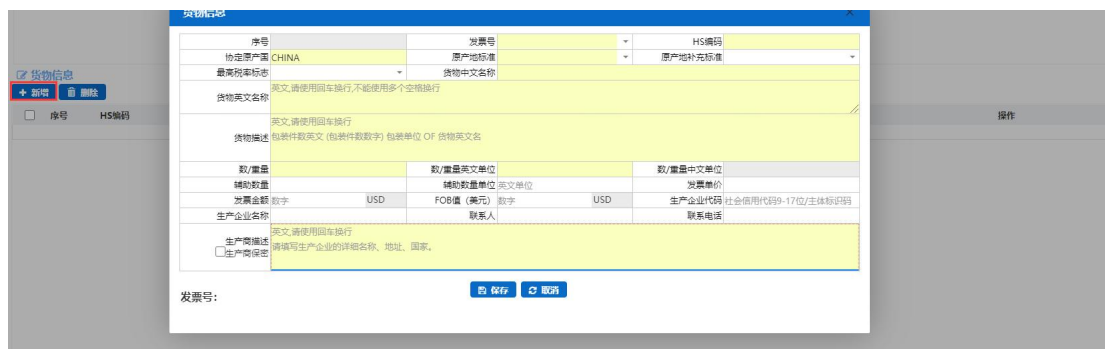 货物信息 ×
序号 发票号 HS编码
协定原产国 CHINA 原产地标准 原产地补充标准
最高税率标志 货物中文名称
货物信息
+ 新增 删除
货物英文名称 英文,请使用回车换行,不能使用多个空格换行
序号 HS编码 操作
英文,请使用回车换行
货物描述 包装件数英文 (包装件数数字) 包装单位 OF 货物英文名
数/重量 数/重量英文单位 数/重量中文单位
辅助数量 辅助数量单位 英文单位 发票单价
发票金额 数字 USD FOB值（美元） 数字 USD 生产企业代码 社会信用代码9-17位/主体标识码
生产企业名称 联系人 联系电话
英文,请使用回车换行
生产商描述 请填写生产企业的详细名称、地址、国家。
生产商保密
保存 取消
发票号：